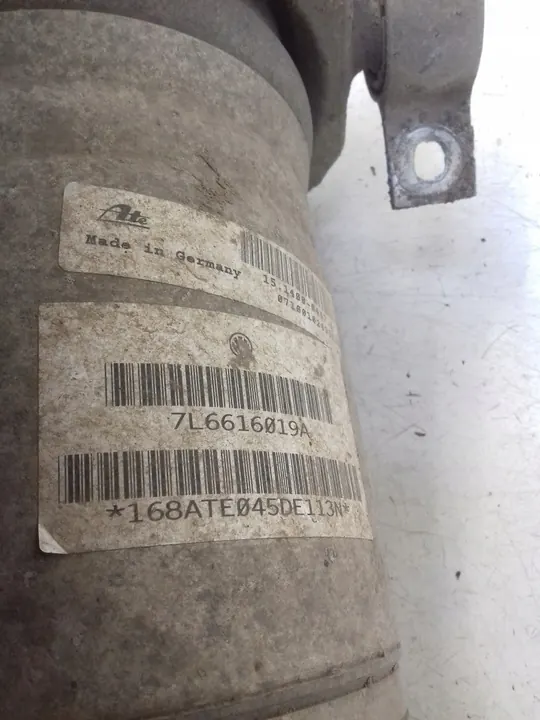 Ate
Made in Germany
7L6616019A
*168ATE045DE113N*